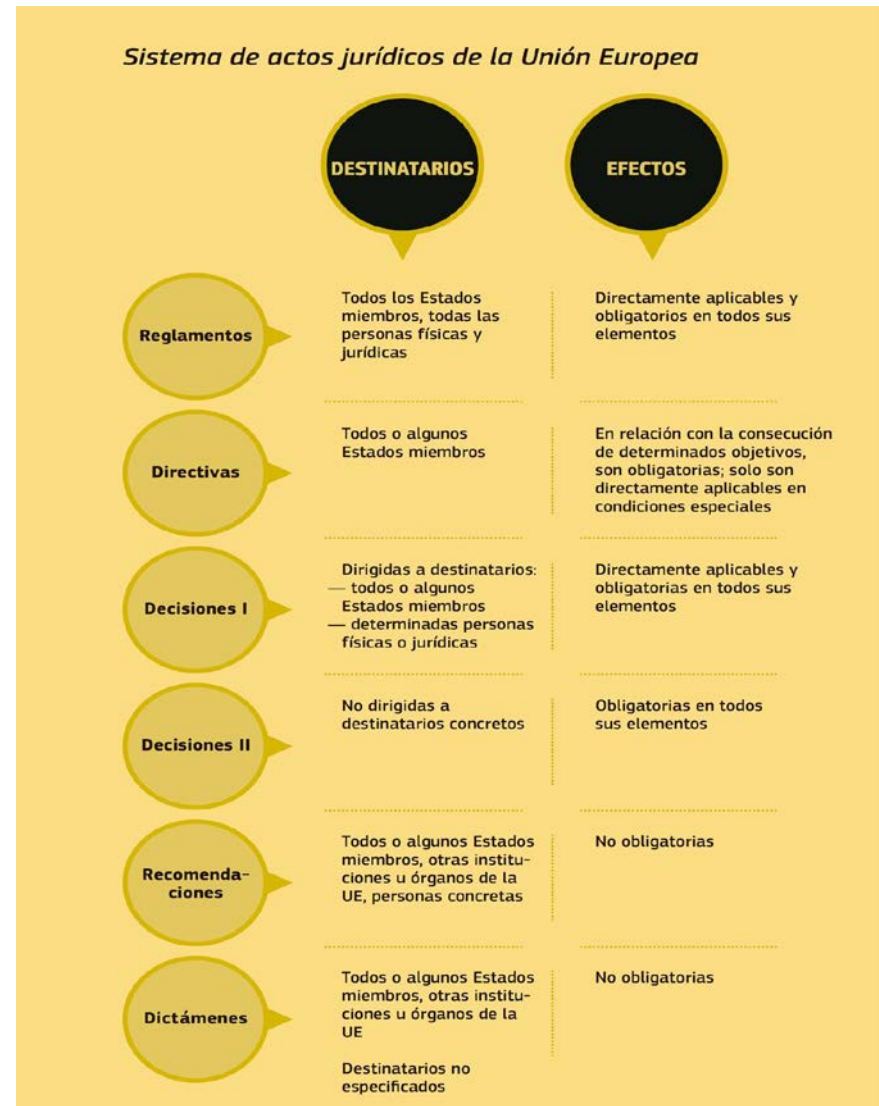 Sistema de actos jurídicos de la Unión Europea
DESTINATARIOS
EFECTOS
Reglamentos
Todos los Estados
miembros, todas las
personas físicas y
jurídicas
Directamente aplicables y
obligatorios en todos sus
elementos
Directivas
Todos o algunos
Estados miembros
En relación con la consecución
de determinados objetivos,
son obligatorias; solo son
directamente aplicables en
condiciones especiales
Decisiones I
Dirigidas a destinatarios:
— todos o algunos
Estados miembros
— determinadas personas
físicas o jurídicas
Directamente aplicables y
obligatorias en todos sus
elementos
Decisiones II
No dirigidas a
destinatarios concretos
Obligatorias en todos
sus elementos
Recomenda-
ciones
Todos o algunos Estados
miembros, otras institu-
ciones u órganos de la
UE, personas concretas
No obligatorias
Dictámenes
Todos o algunos Estados
miembros, otras institu-
ciones u órganos de la
UE
Destinatarios no
especificados
No obligatorias